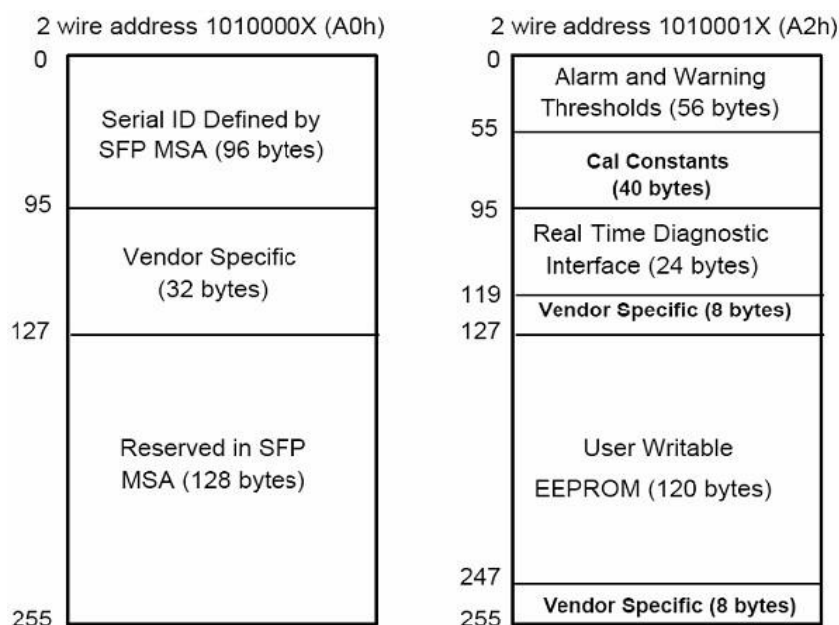 2 wire address 1010000X (A0h)
0
Serial ID Defined by
SFP MSA (96 bytes)
95
Vendor Specific
(32 bytes)
127
Reserved in SFP
MSA (128 bytes)
255
2 wire address 1010001X (A2h)
0
Alarm and Warning
Thresholds (56 bytes)
55
Cal Constants
(40 bytes)
95
Real Time Diagnostic
Interface (24 bytes)
119
Vendor Specific (8 bytes)
127
User Writable
EEPROM (120 bytes)
247
Vendor Specific (8 bytes)
255